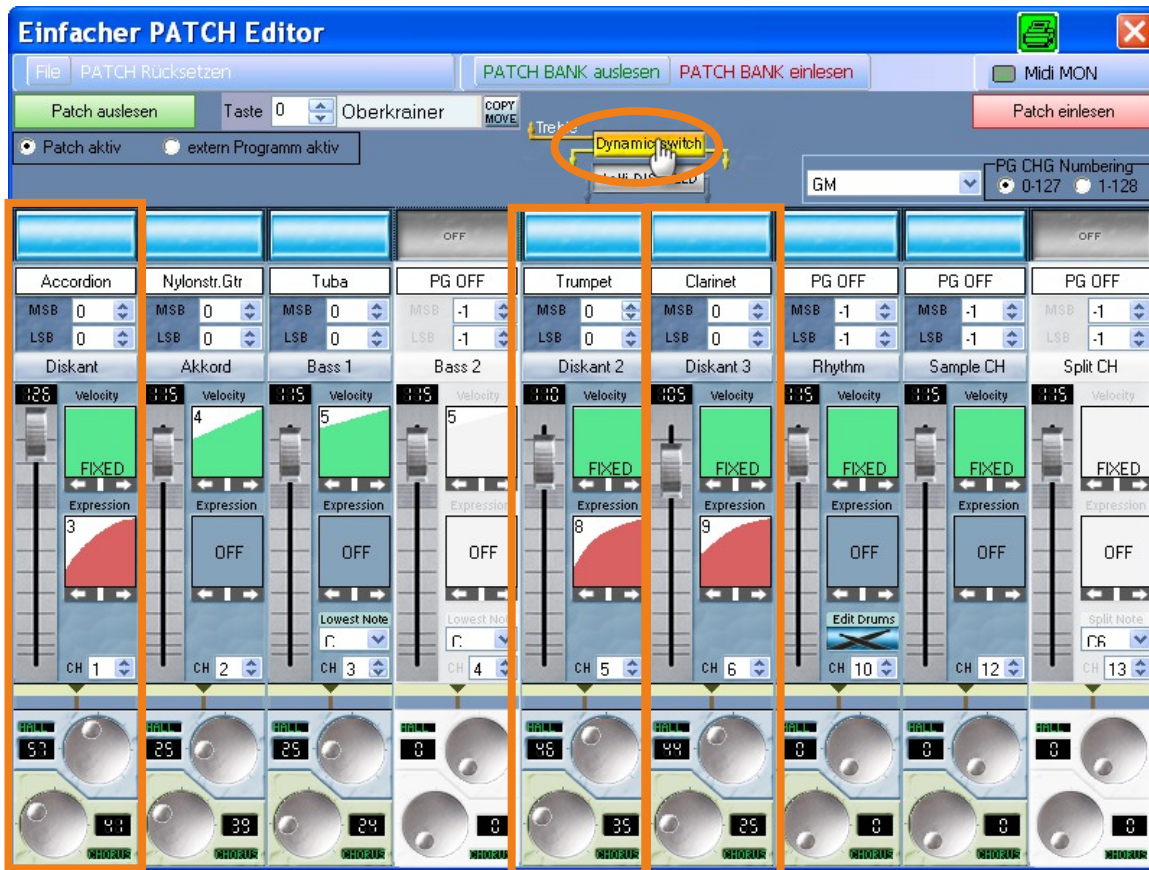 Einfacher PATCH Editor
File PATCH Rücksetzen PATCH BANK auslesen PATCH BANK einlesen Midi MON
Patch auslesen Taste 0 Oberkrainer COPY MOVE Patch einlesen
Treble
Patch aktiv extern Programm aktiv Dynamic switch
GM PG CHG Numbering
0-127 1-128
OFF OFF
Accordion Nylonstr.Gtr Tuba PG OFF Trumpet Clarinet PG OFF PG OFF PG OFF
MSB 0 MSB 0 MSB 0 MSB -1 MSB 0 MSB 0 MSB -1 MSB -1 MSB -1
LSB 0 LSB 0 LSB 0 LSB -1 LSB 0 LSB 0 LSB -1 LSB -1 LSB -1
Diskant Akkord Bass 1 Bass 2 Diskant 2 Diskant 3 Rhythm Sample CH Split CH
126 Velocity 115 Velocity 115 Velocity 115 Velocity 110 Velocity 105 Velocity 115 Velocity 115 Velocity 115 Velocity
4 5 5
FIXED FIXED FIXED FIXED FIXED FIXED
Expression Expression Expression Expression Expression Expression Expression Expression Expression
3 8 9
OFF OFF OFF OFF OFF OFF
Lowest Note Lowest Note Edit Drums Split Note
C C C6
CH 1 CH 2 CH 3 CH 4 CH 5 CH 6 CH 10 CH 12 CH 13
HALL HALL HALL HALL HALL HALL HALL HALL HALL
57 25 25 0 46 44 0 0 0
41 39 24 0 35 25 0 0 0
CHORUS CHORUS CHORUS CHORUS CHORUS CHORUS CHORUS CHORUS CHORUS